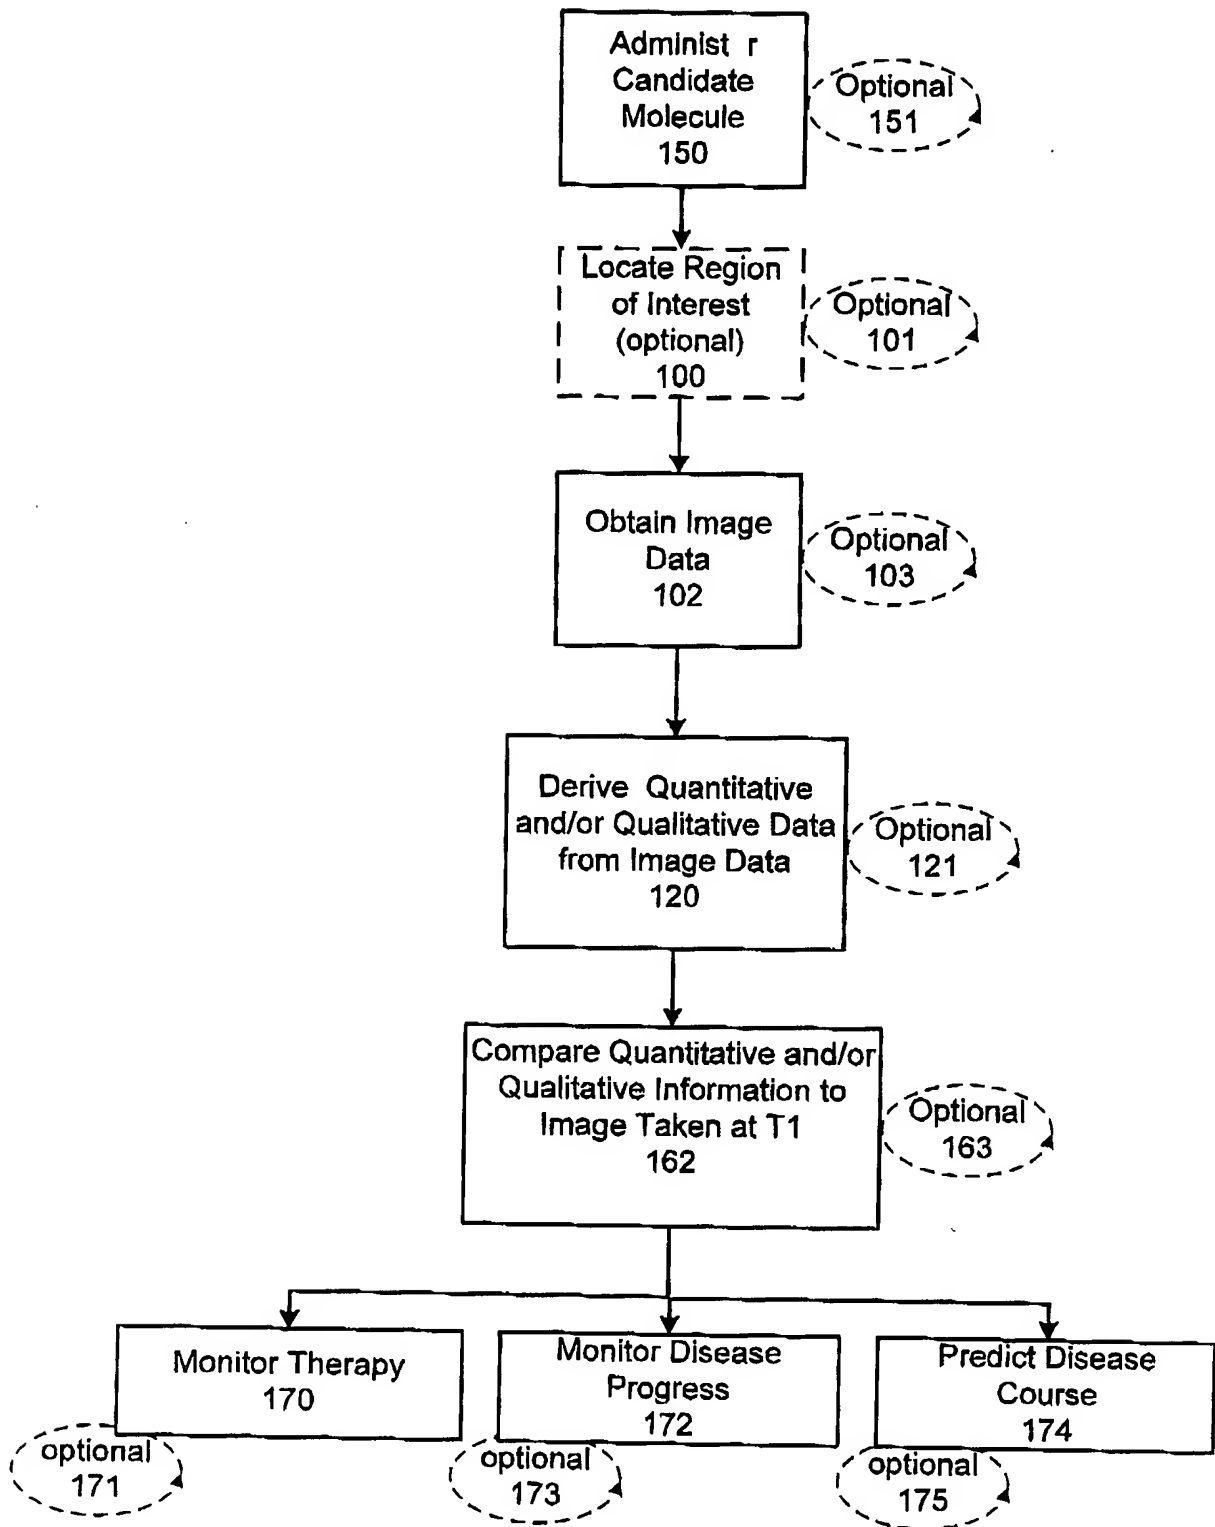 Administ r
Candidate
Molecule
150
Optional
151
Locate Region
of Interest
(optional)
100
Optional
101
Obtain Image
Data
102
Optional
103
Derive Quantitative
and/or Qualitative Data
from Image Data
120
Optional
121
Compare Quantitative and/or
Qualitative Information to
Image Taken at T1
162
Optional
163
Monitor Therapy
170
optional
171
Monitor Disease
Progress
172
optional
173
Predict Disease
Course
174
optional
175